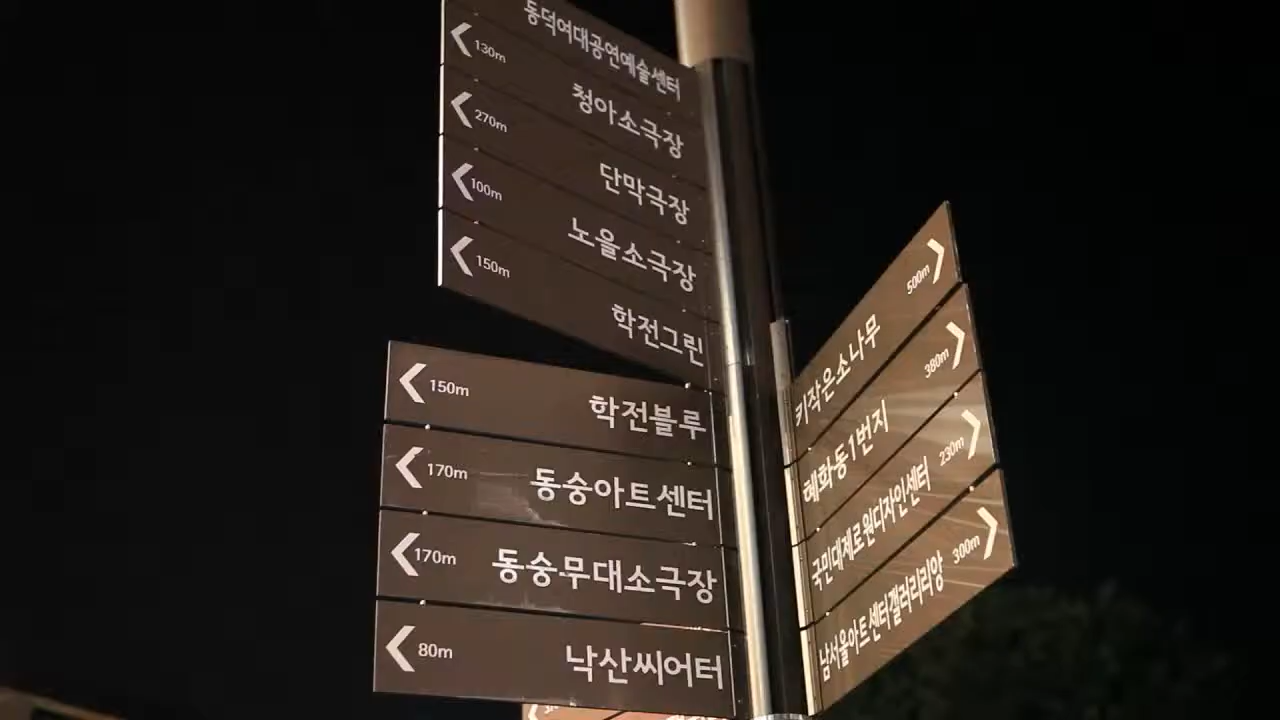 동덕여대공연예술센터
130m 청아소극장
270m 단막극장
100m 노을소극장
150m 학전그린
150m 학전블루
170m 동숭아트센터
170m 동숭무대소극장
80m 낙산씨어터
키작은소나무 500m
혜화동1번지 380m
국민대제로원디자인센터 230m
남서울아트센터갤러리리앙 300m